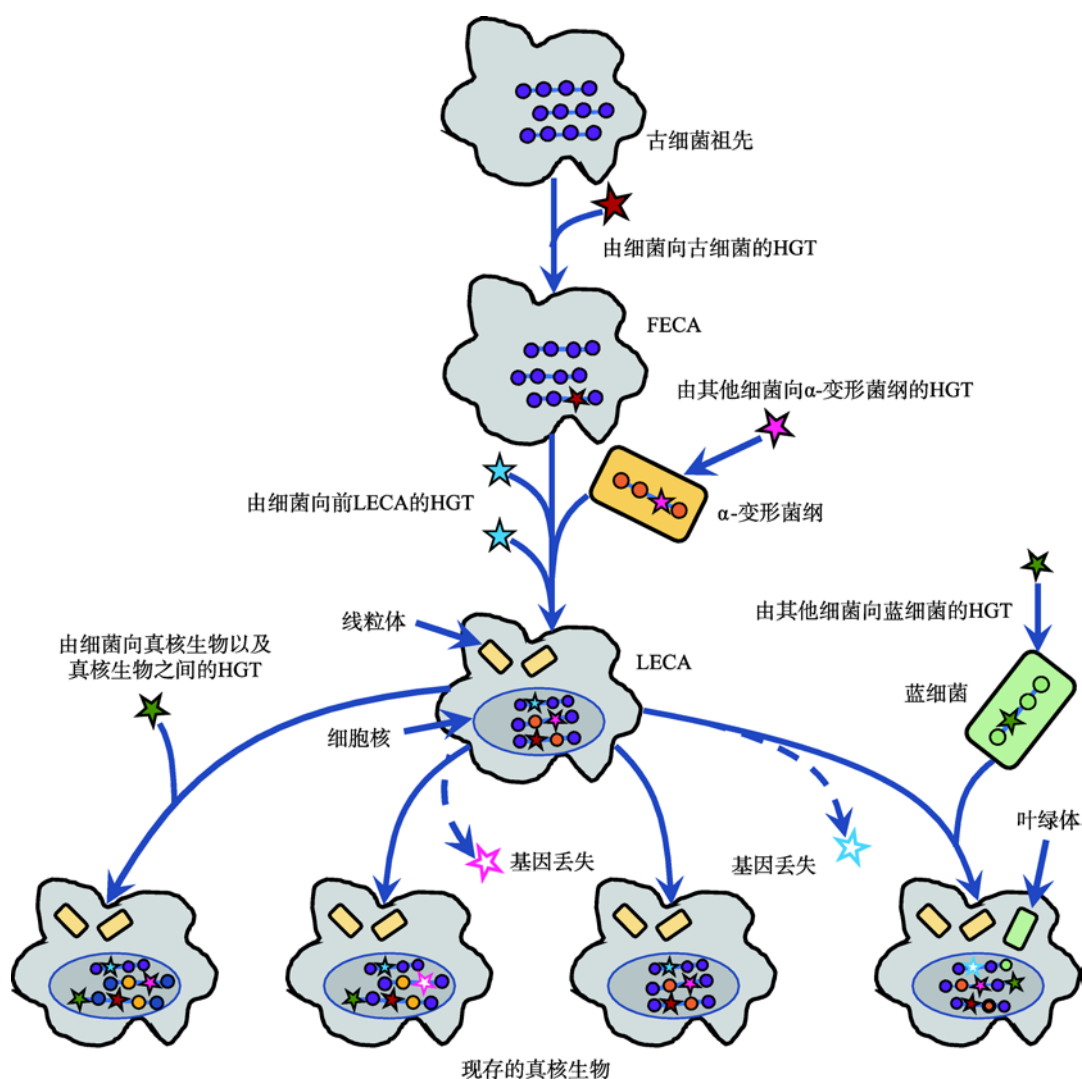 古细菌祖先
由细菌向古细菌的HGT
FECA
由其他细菌向α-变形菌纲的HGT
由细菌向前LECA的HGT
α-变形菌纲
由其他细菌向蓝细菌的HGT
线粒体
由细菌向真核生物以及
真核生物之间的HGT
LECA
蓝细菌
细胞核
叶绿体
基因丢失
基因丢失
现存的真核生物